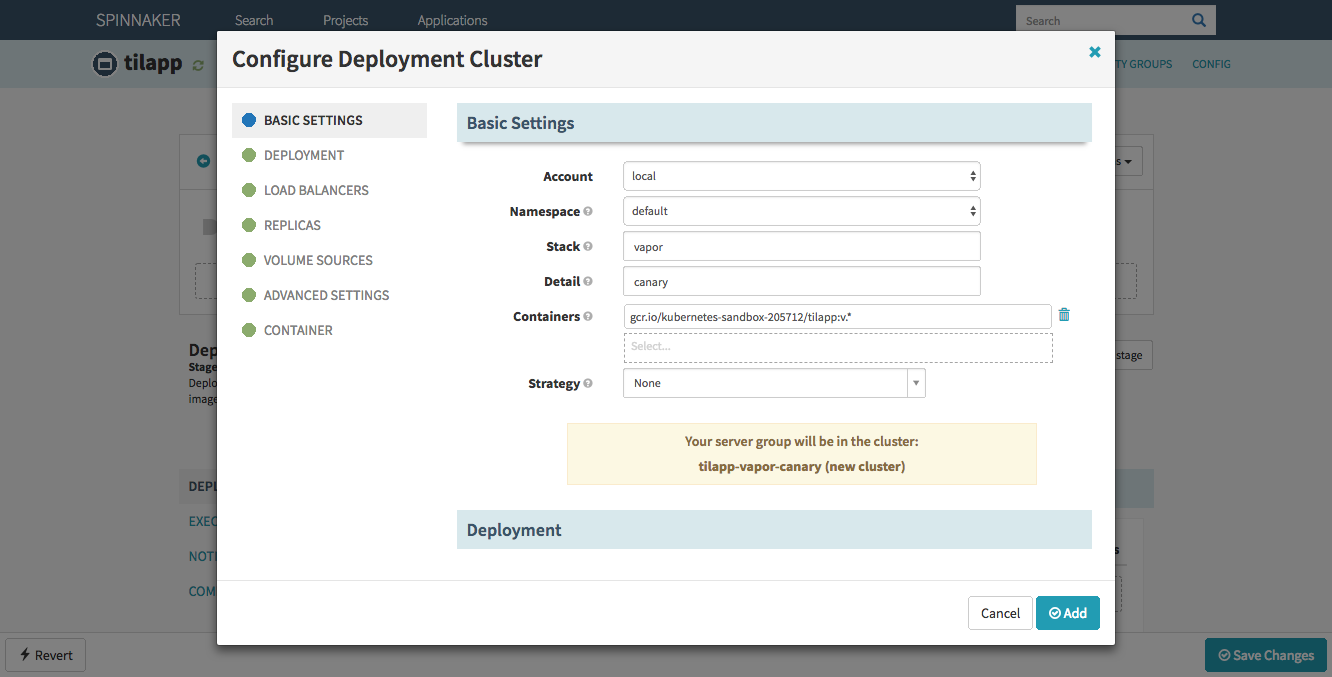 SPINNAKER Search Projects Applications Search
tilapp TY GROUPS CONFIG
Configure Deployment Cluster
BASIC SETTINGS
DEPLOYMENT
LOAD BALANCERS
REPLICAS
VOLUME SOURCES
ADVANCED SETTINGS
CONTAINER
Basic Settings
Account local
Namespace default
Stack vapor
Detail canary
Containers gcr.io/kubernetes-sandbox-205712/tilapp:v.*
Select...
Strategy None
Your server group will be in the cluster:
tilapp-vapor-canary (new cluster)
Deployment
Cancel Add
s
Dep
Stage
Deplo
image
stage
DEPL
EXEC
NOTI
COM
s
Revert Save Changes